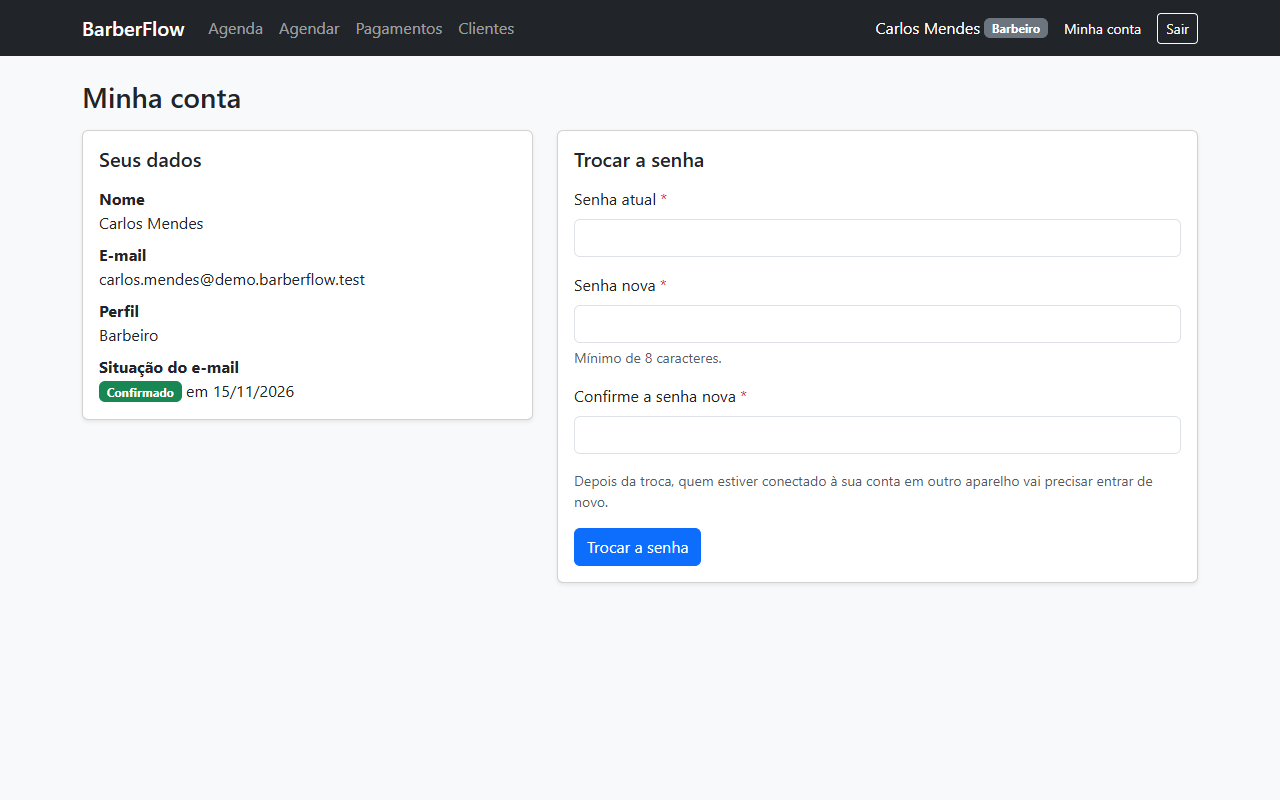 BarberFlow Agenda Agendar Pagamentos Clientes Carlos Mendes Barbeiro Minha conta Sair
Minha conta
Seus dados
Nome
Carlos Mendes
E-mail
carlos.mendes@demo.barberflow.test
Perfil
Barbeiro
Situação do e-mail
Confirmado em 15/11/2026
Trocar a senha
Senha atual *
Senha nova *
Mínimo de 8 caracteres.
Confirme a senha nova *
Depois da troca, quem estiver conectado à sua conta em outro aparelho vai precisar entrar de
novo.
Trocar a senha